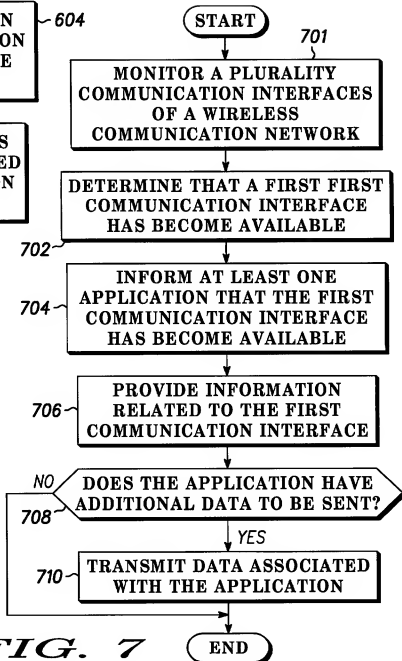 N
ON
E
604
S
ED
N
START
701
MONITOR A PLURALITY
COMMUNICATION INTERFACES
OF A WIRELESS
COMMUNICATION NETWORK
DETERMINE THAT A FIRST FIRST
COMMUNICATION INTERFACE
HAS BECOME AVAILABLE
702
INFORM AT LEAST ONE
APPLICATION THAT THE FIRST
COMMUNICATION INTERFACE
HAS BECOME AVAILABLE
704
PROVIDE INFORMATION
RELATED TO THE FIRST
COMMUNICATION INTERFACE
706
NO
DOES THE APPLICATION HAVE
ADDITIONAL DATA TO BE SENT?
708
YES
TRANSMIT DATA ASSOCIATED
WITH THE APPLICATION
710
FIG. 7
END